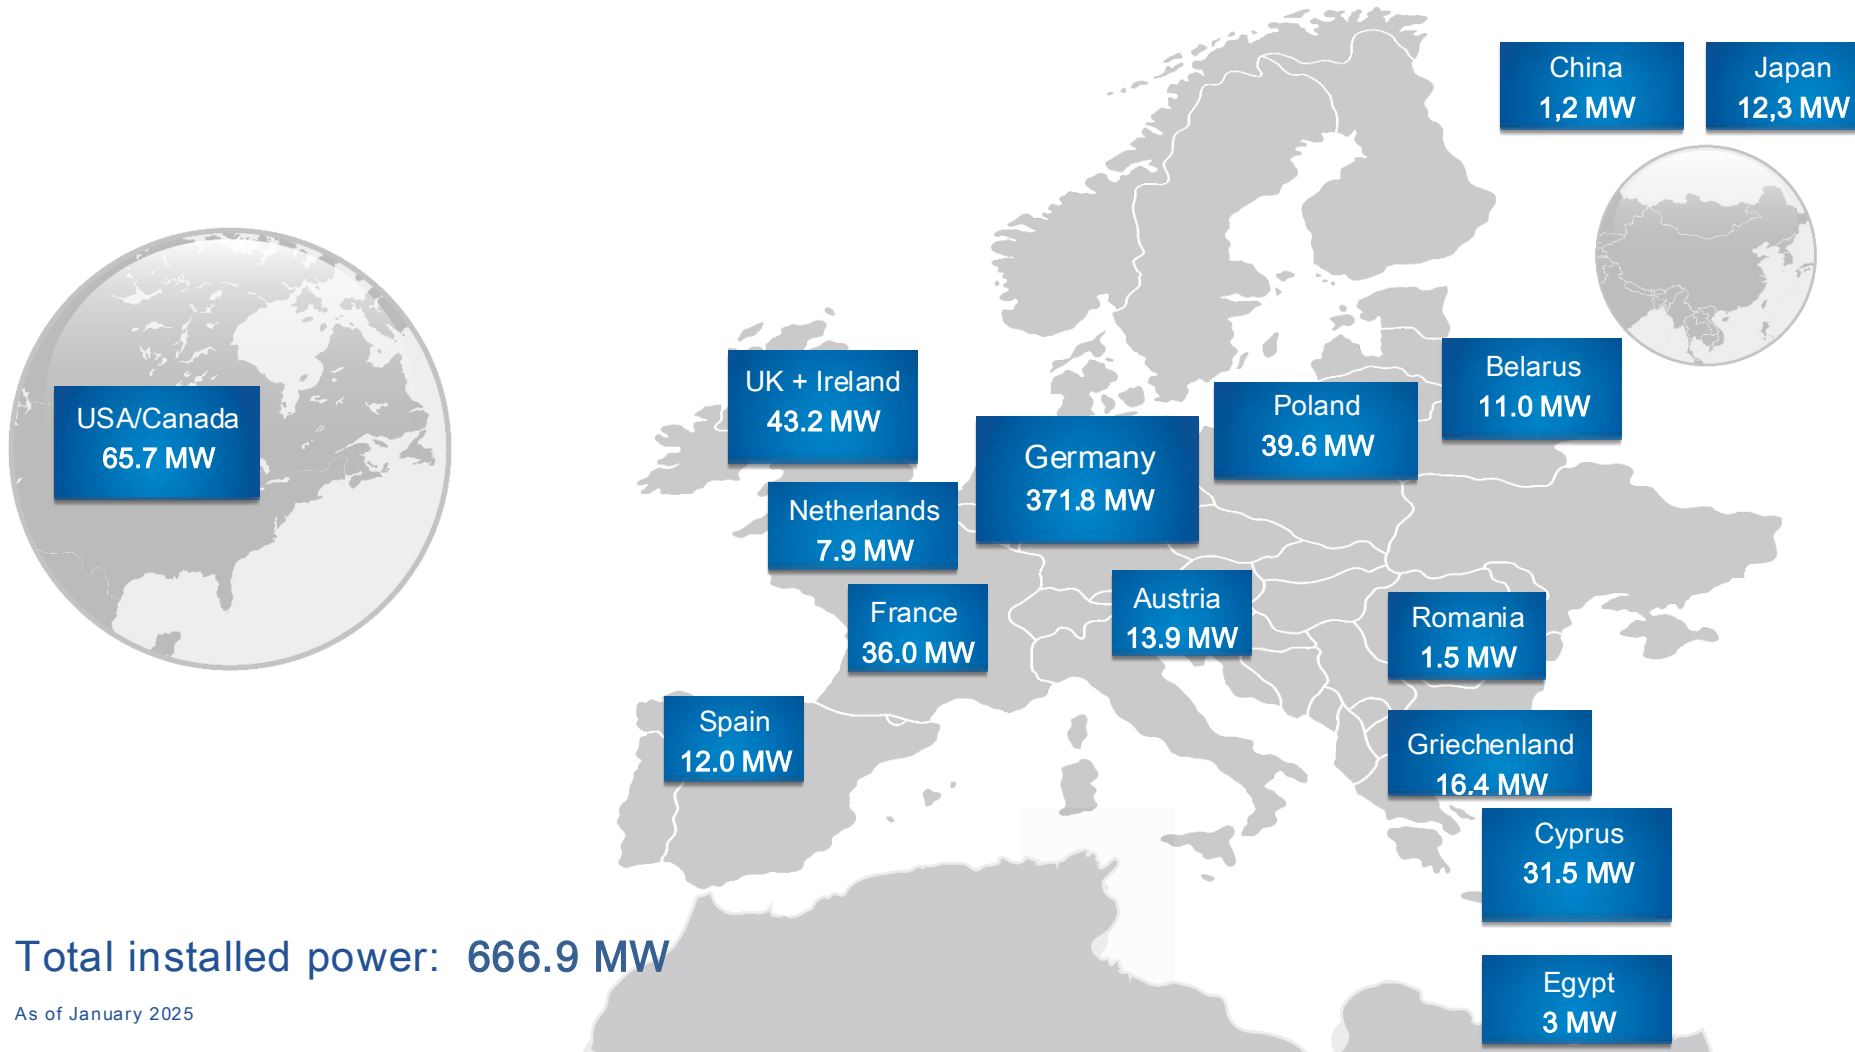 China
1,2 MW
Japan
12,3 MW
UK + Ireland
43.2 MW
Belarus
11.0 MW
USA/Canada
65.7 MW
Poland
39.6 MW
Germany
371.8 MW
Netherlands
7.9 MW
France
36.0 MW
Austria
13.9 MW
Romania
1.5 MW
Spain
12.0 MW
Griechenland
16.4 MW
Cyprus
31.5 MW
Total installed power: 666.9 MW
Egypt
3 MW
As of January 2025